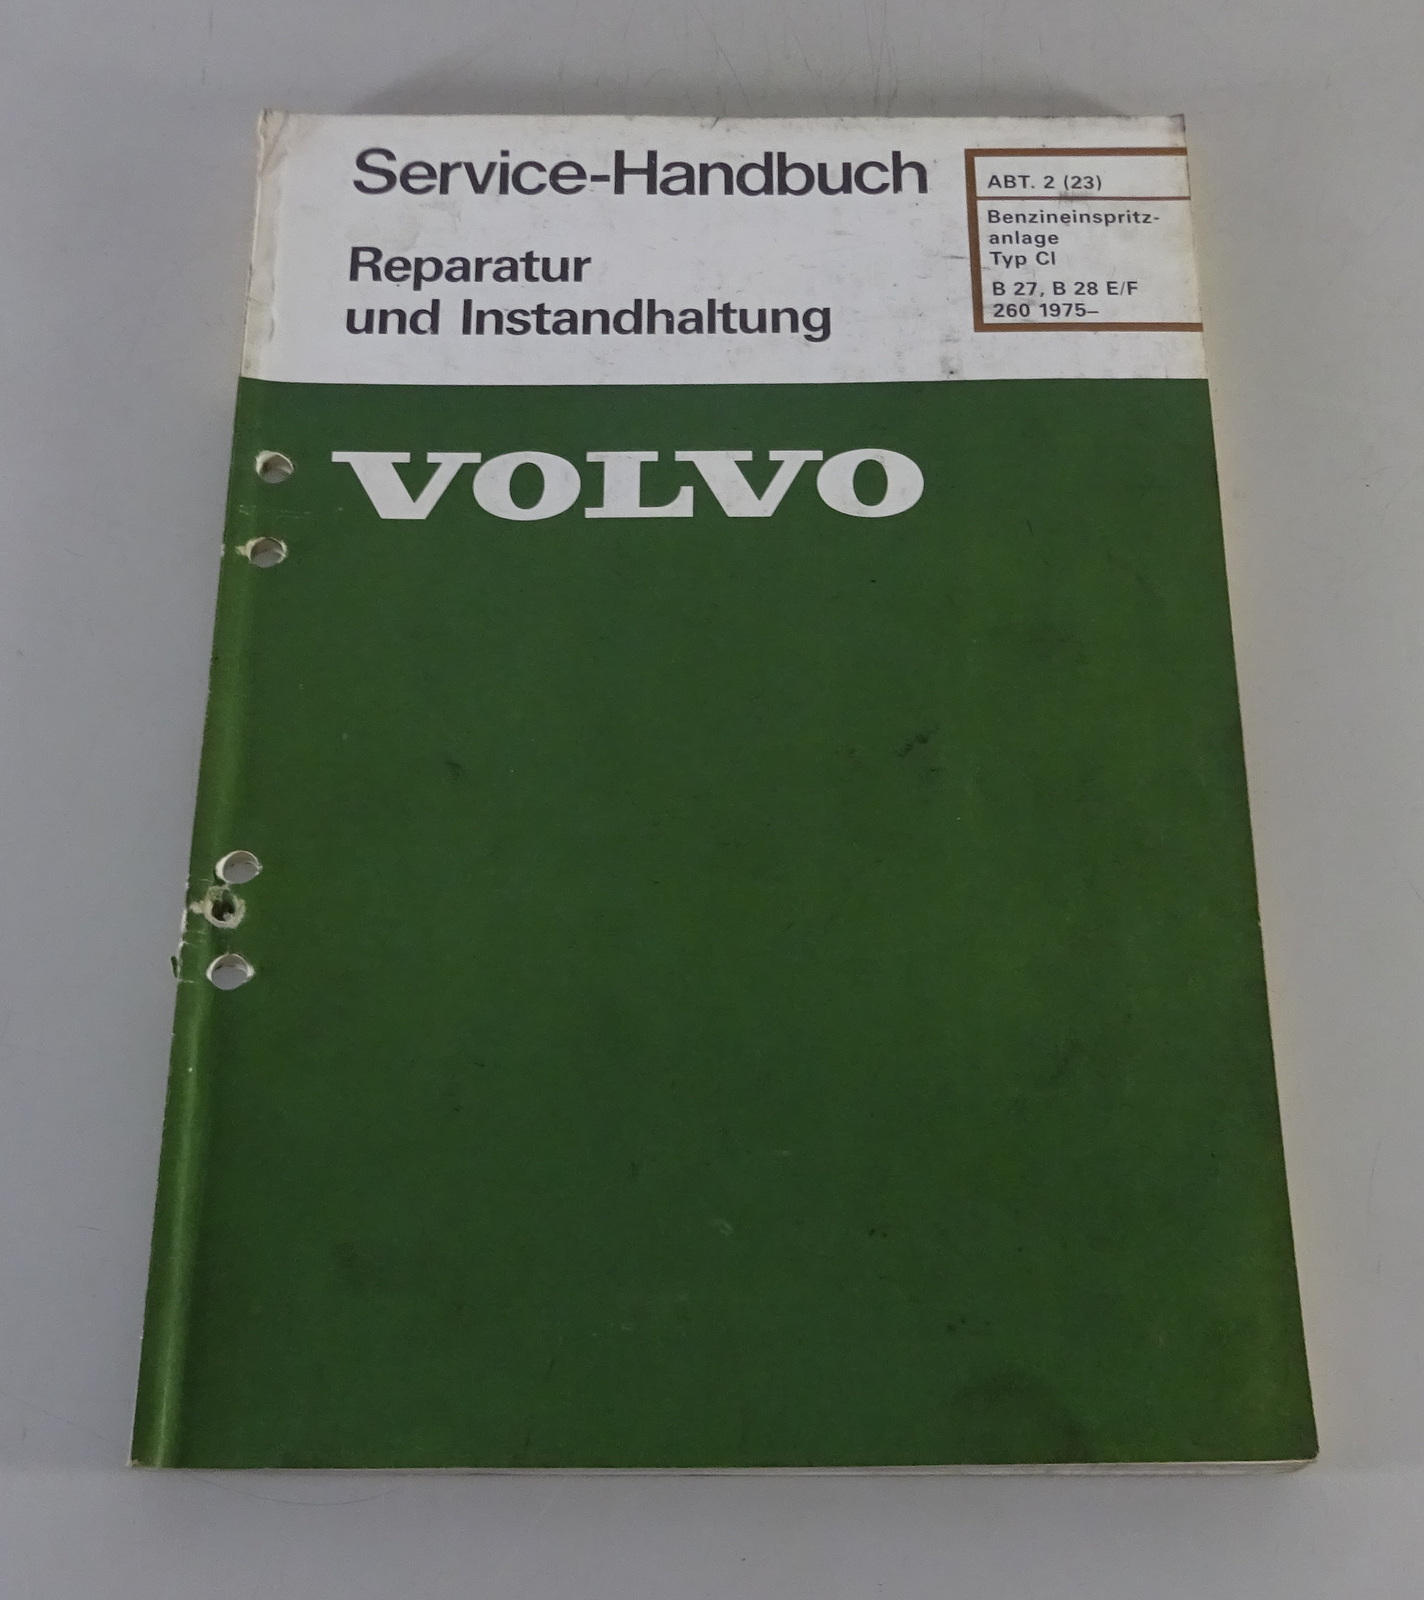 Service-Handbuch
Reparatur
und Instandhaltung
ABT. 2 (23)
Benzineinspritz-
anlage
Typ CI
B 27, B 28 E/F
260 1975–
VOLVO